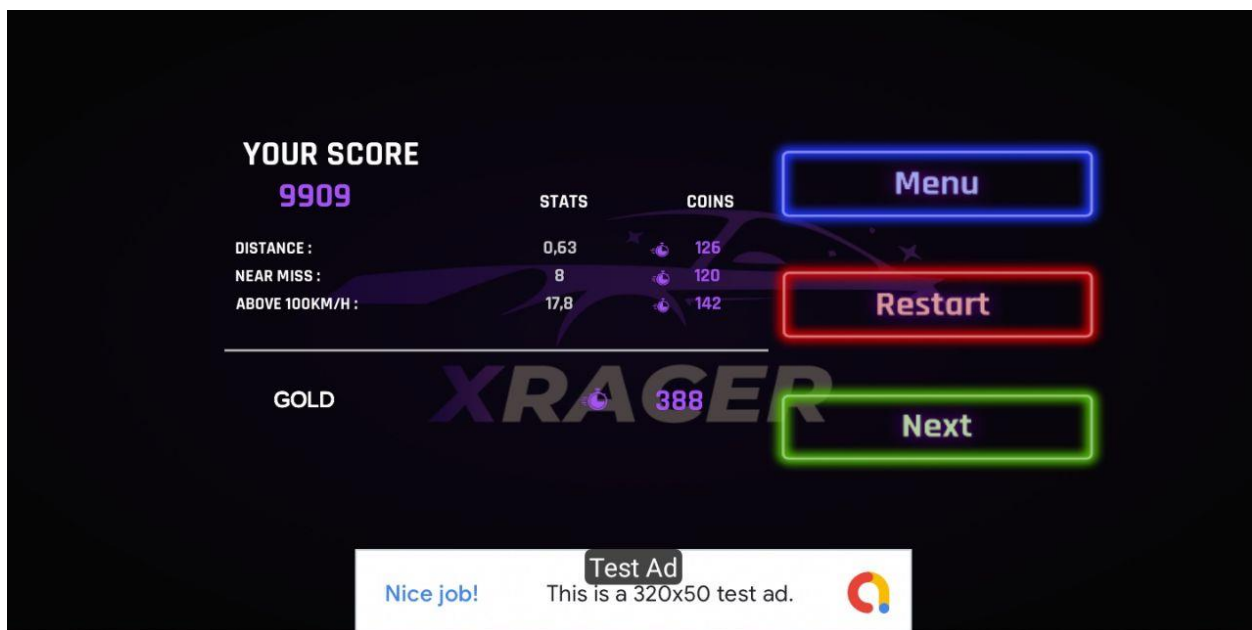 YOUR SCORE
9909
STATS COINS
DISTANCE : 0,63 126
NEAR MISS : 8 120
ABOVE 100KM/H : 17,8 142
GOLD 388
XRACER
Menu
Restart
Next
Test Ad
Nice job! This is a 320x50 test ad.